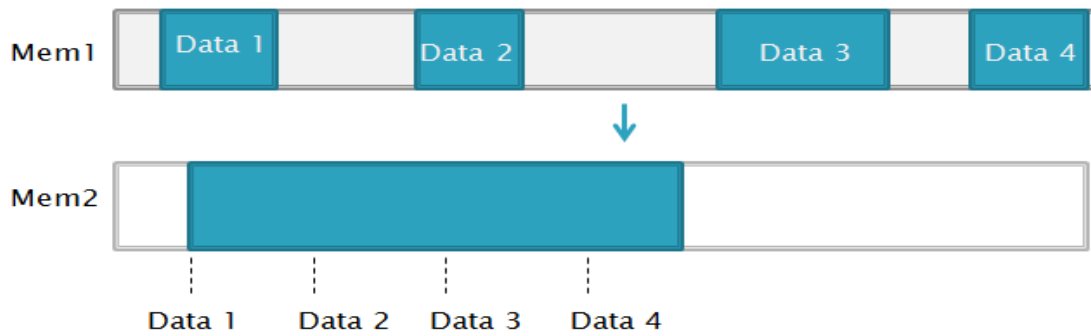 Mem1 Data 1 Data 2 Data 3 Data 4
Mem2
Data 1 Data 2 Data 3 Data 4